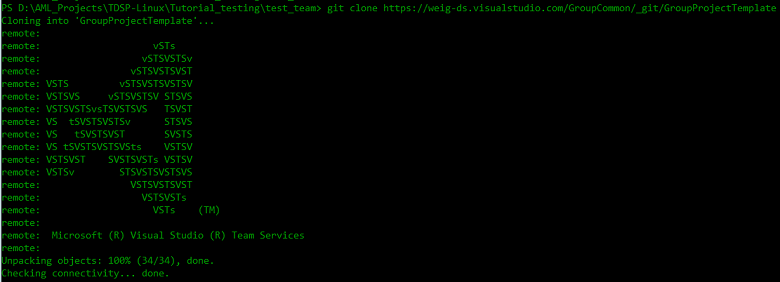 PS D:\AML_Projects\TDSP-Linux\Tutorial_testing\test_team> git clone https://weig-ds.visualstudio.com/GroupCommon/_git/GroupProjectTemplate
Cloning into 'GroupProjectTemplate'...
remote:
remote:                    vSTs
remote:                  vSTSVSTSv
remote:                vSTSVSTSVST
remote: VSTS         vSTSVSTSVSTSV
remote: VSTSVS     vSTSVSTSV STSVS
remote: VSTSVSTSvsTSVSTSVS   TSVST
remote: VS  tSVSTSVSTSv      STSVS
remote: VS   tSVSTSVST       SVSTS
remote: VS tSVSTSVSTSVSts    VSTSV
remote: VSTSVST    SVSTSVSTs VSTSV
remote: VSTSv        STSVSTSVSTSVS
remote:                VSTSVSTSVST
remote:                  VSTSVSTs
remote:                    VSTs    (TM)
remote:
remote:  Microsoft (R) Visual Studio (R) Team Services
remote:
Unpacking objects: 100% (34/34), done.
Checking connectivity... done.